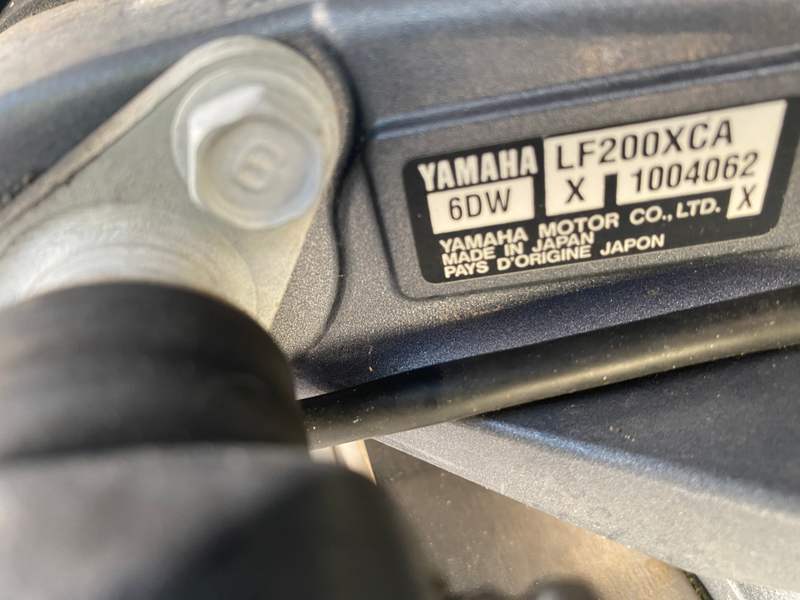 YAMAHA LF200XCA
6DW X 1004062 X
YAMAHA MOTOR CO., LTD.
MADE IN JAPAN
PAYS D'ORIGINE JAPON